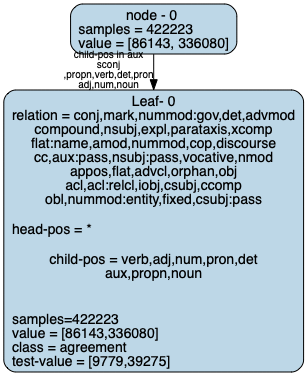 node - 0
samples = 422223
value = [86143, 336080]
child-pos in aux
sconj
,propn,verb,det,pron
adj,num,noun
Leaf- 0
relation = conj,mark,nummod:gov,det,advmod
compound,nsubj,expl,parataxis,xcomp
flat:name,amod,nummod,cop,discourse
cc,aux:pass,nsubj:pass,vocative,nmod
appos,flat,advcl,orphan,obj
acl,acl:relcl,iobj,csubj,ccomp
obl,nummod:entity,fixed,csubj:pass
head-pos = *
child-pos = verb,adj,num,pron,det
aux,propn,noun
samples=422223
value = [86143,336080]
class = agreement
test-value = [9779,39275]